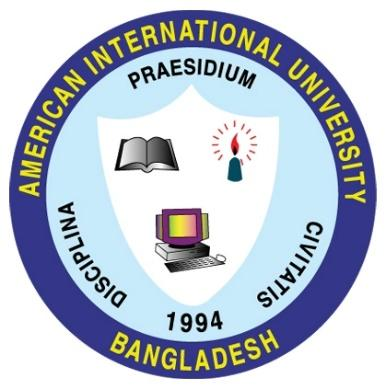 AMERICAN INTERNATIONAL UNIVERSITY
PRAESIDIUM
DISCIPLINA
CIVITATIS
1994
BANGLADESH